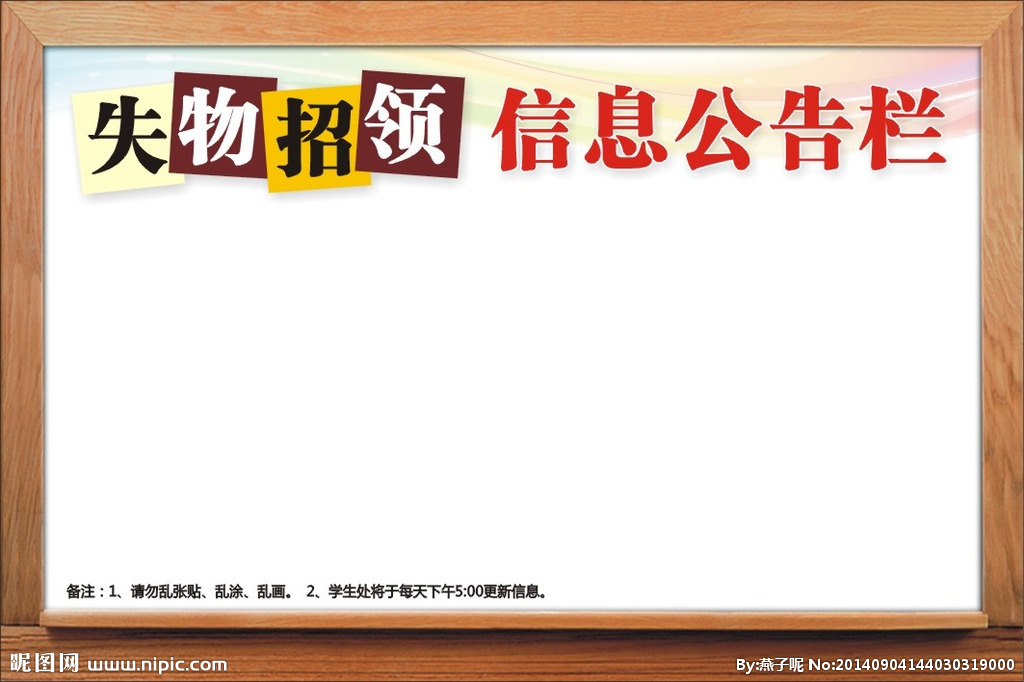 失物招领 信息公告栏
备注：1、请勿乱张贴、乱涂、乱画。 2、学生处将于每天下午5:00更新信息。
昵图网 www.nipic.com
By:燕子呢 No:20140904144030319000